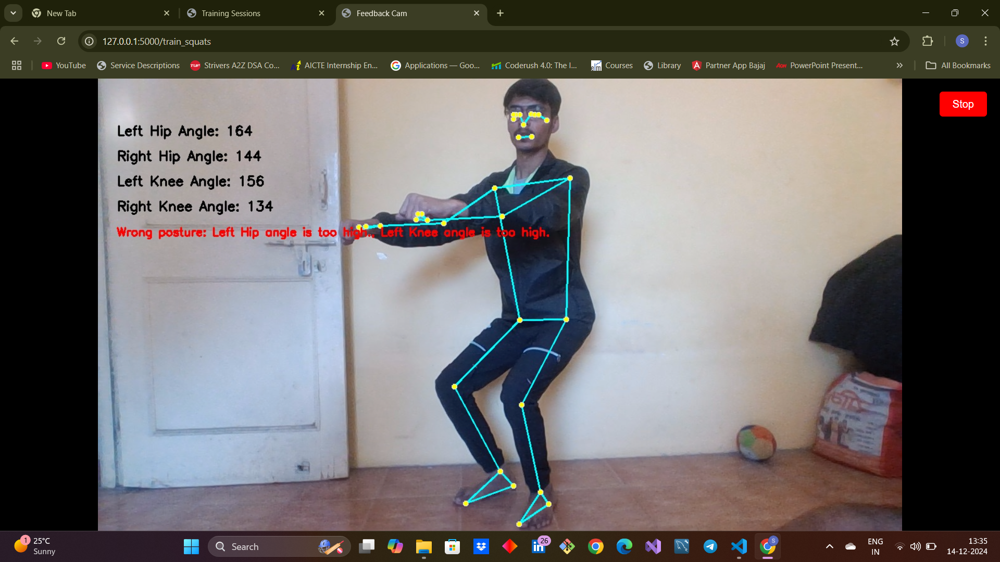 New Tab
Training Sessions
Feedback Cam
127.0.0.1:5000/train_squats
S
YouTube
Service Descriptions
TUF
Strivers A2Z DSA Co...
AICTE Internship En...
Applications — Goo...
Coderush 4.0: The I...
elm
Courses
Library
Partner App Bajaj
AON
PowerPoint Present...
All Bookmarks
Stop
Left Hip Angle: 164
Right Hip Angle: 144
Left Knee Angle: 156
Right Knee Angle: 134
Wrong posture: Left Hip angle is too high., Left Knee angle is too high.
1
25°C
Sunny
Search
26
S
ENG
IN
13:35
14-12-2024